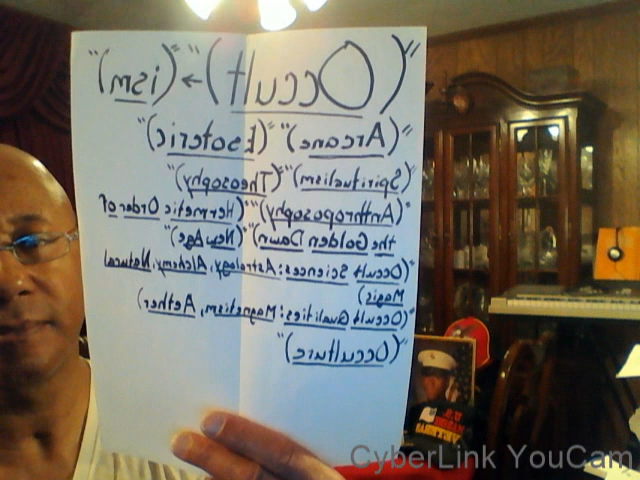 "(Occult)←"(ism)"
"(Arcane)" "(Esoteric)"
(Spiritualism)""(Theosophy)"
"(Anthroposophy)""(Hermetic Order of
the Golden Dawn)""(New Age)"
"(Occult Sciences: Astrology, Alchemy, Natural
Magic)
"(Occult Qualities: Magnetism, Aether)
"(Occulture)"
U.S.
MARINE
CyberLink YouCam